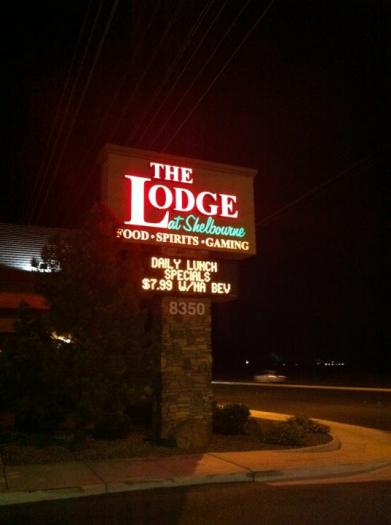 THE
LODGE
at Shelbourne
FOOD • SPIRITS • GAMING
DAILY LUNCH
SPECIALS
$7.99 W/NA BEV
8350